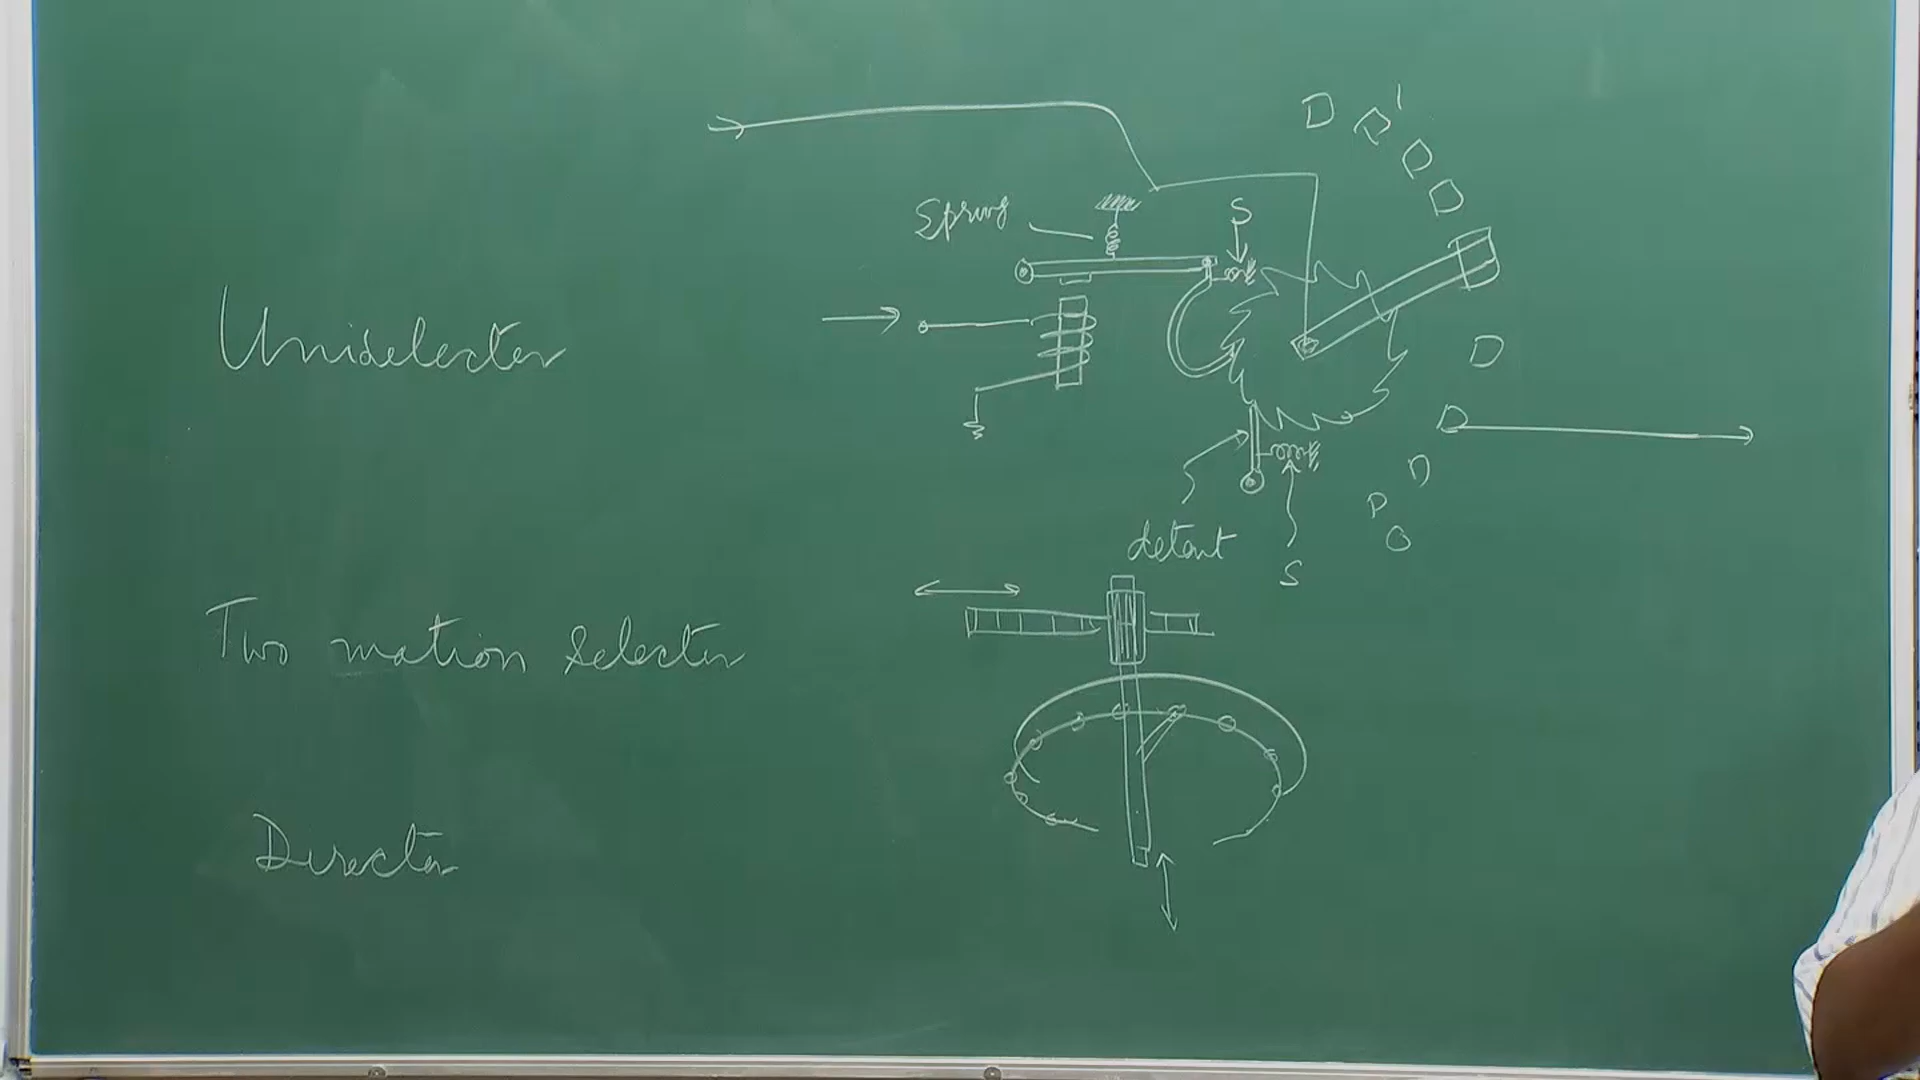 D D' D D
Spring S
Uniselector D
D
D
D
detent D
S
Two motion Selector
Director